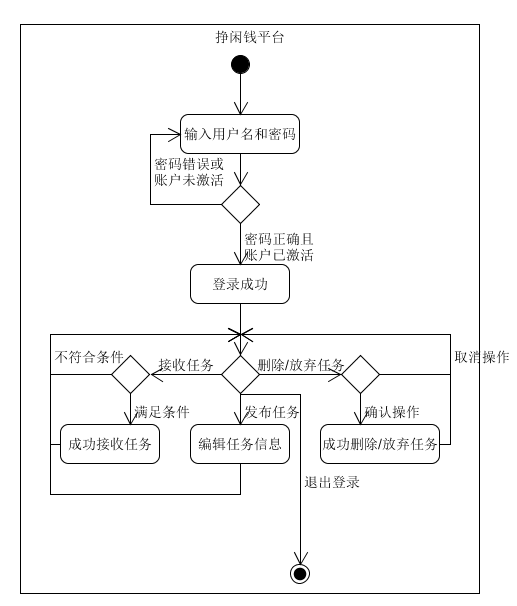 挣闲钱平台
输入用户名和密码
密码错误或
账户未激活
密码正确且
账户已激活
登录成功
不符合条件
接收任务
删除/放弃任务
取消操作
满足条件
发布任务
确认操作
成功接收任务
编辑任务信息
成功删除/放弃任务
退出登录